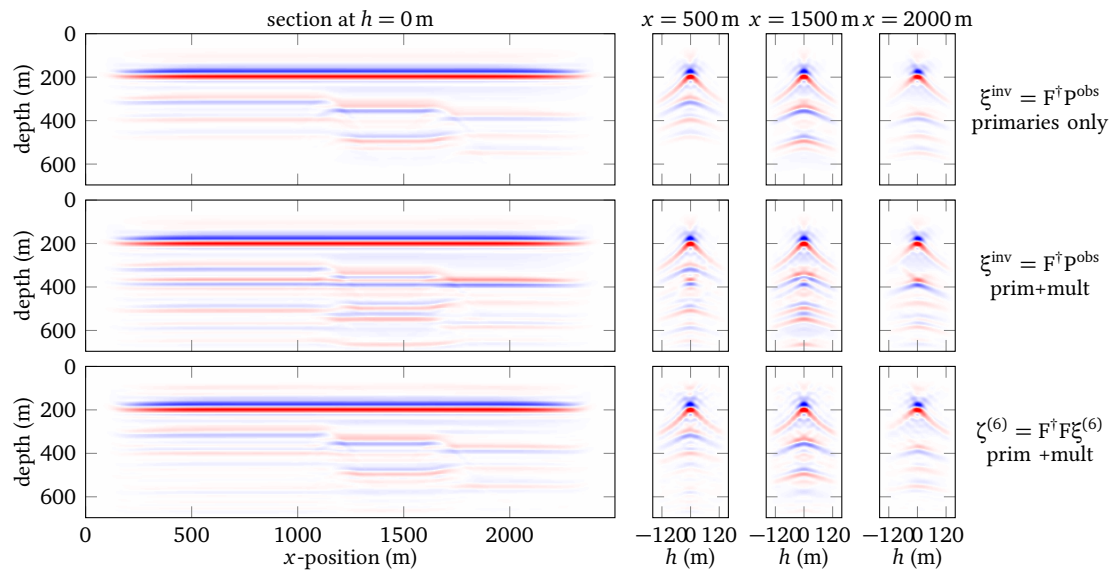 section at h = 0 m
x = 500 m x = 1500 m x = 2000 m
0
200
400
600
depth (m)
ξ^inv = F^†P^obs
primaries only
0
200
400
600
depth (m)
ξ^inv = F^†P^obs
prim+mult
0
200
400
600
depth (m)
ζ^(6) = F^†Fξ^(6)
prim +mult
0 500 1000 1500 2000
x-position (m)
−120 0 120
h (m)
−120 0 120
h (m)
−120 0 120
h (m)